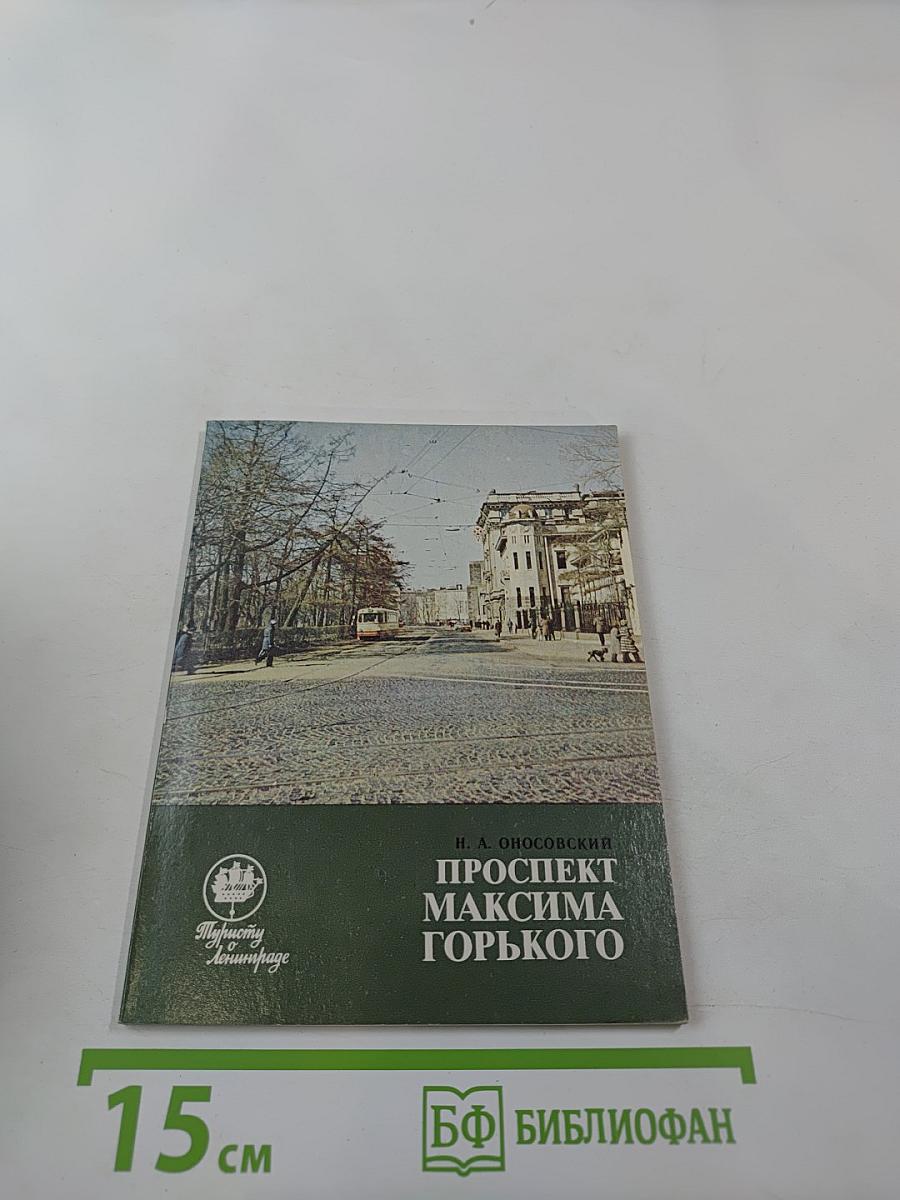 Н. А. ОНОСОВСКИЙ
ПРОСПЕКТ
МАКСИМА
ГОРЬКОГО
Туристу
о
Ленинграде
15 см
БФ БИБЛИОФАН